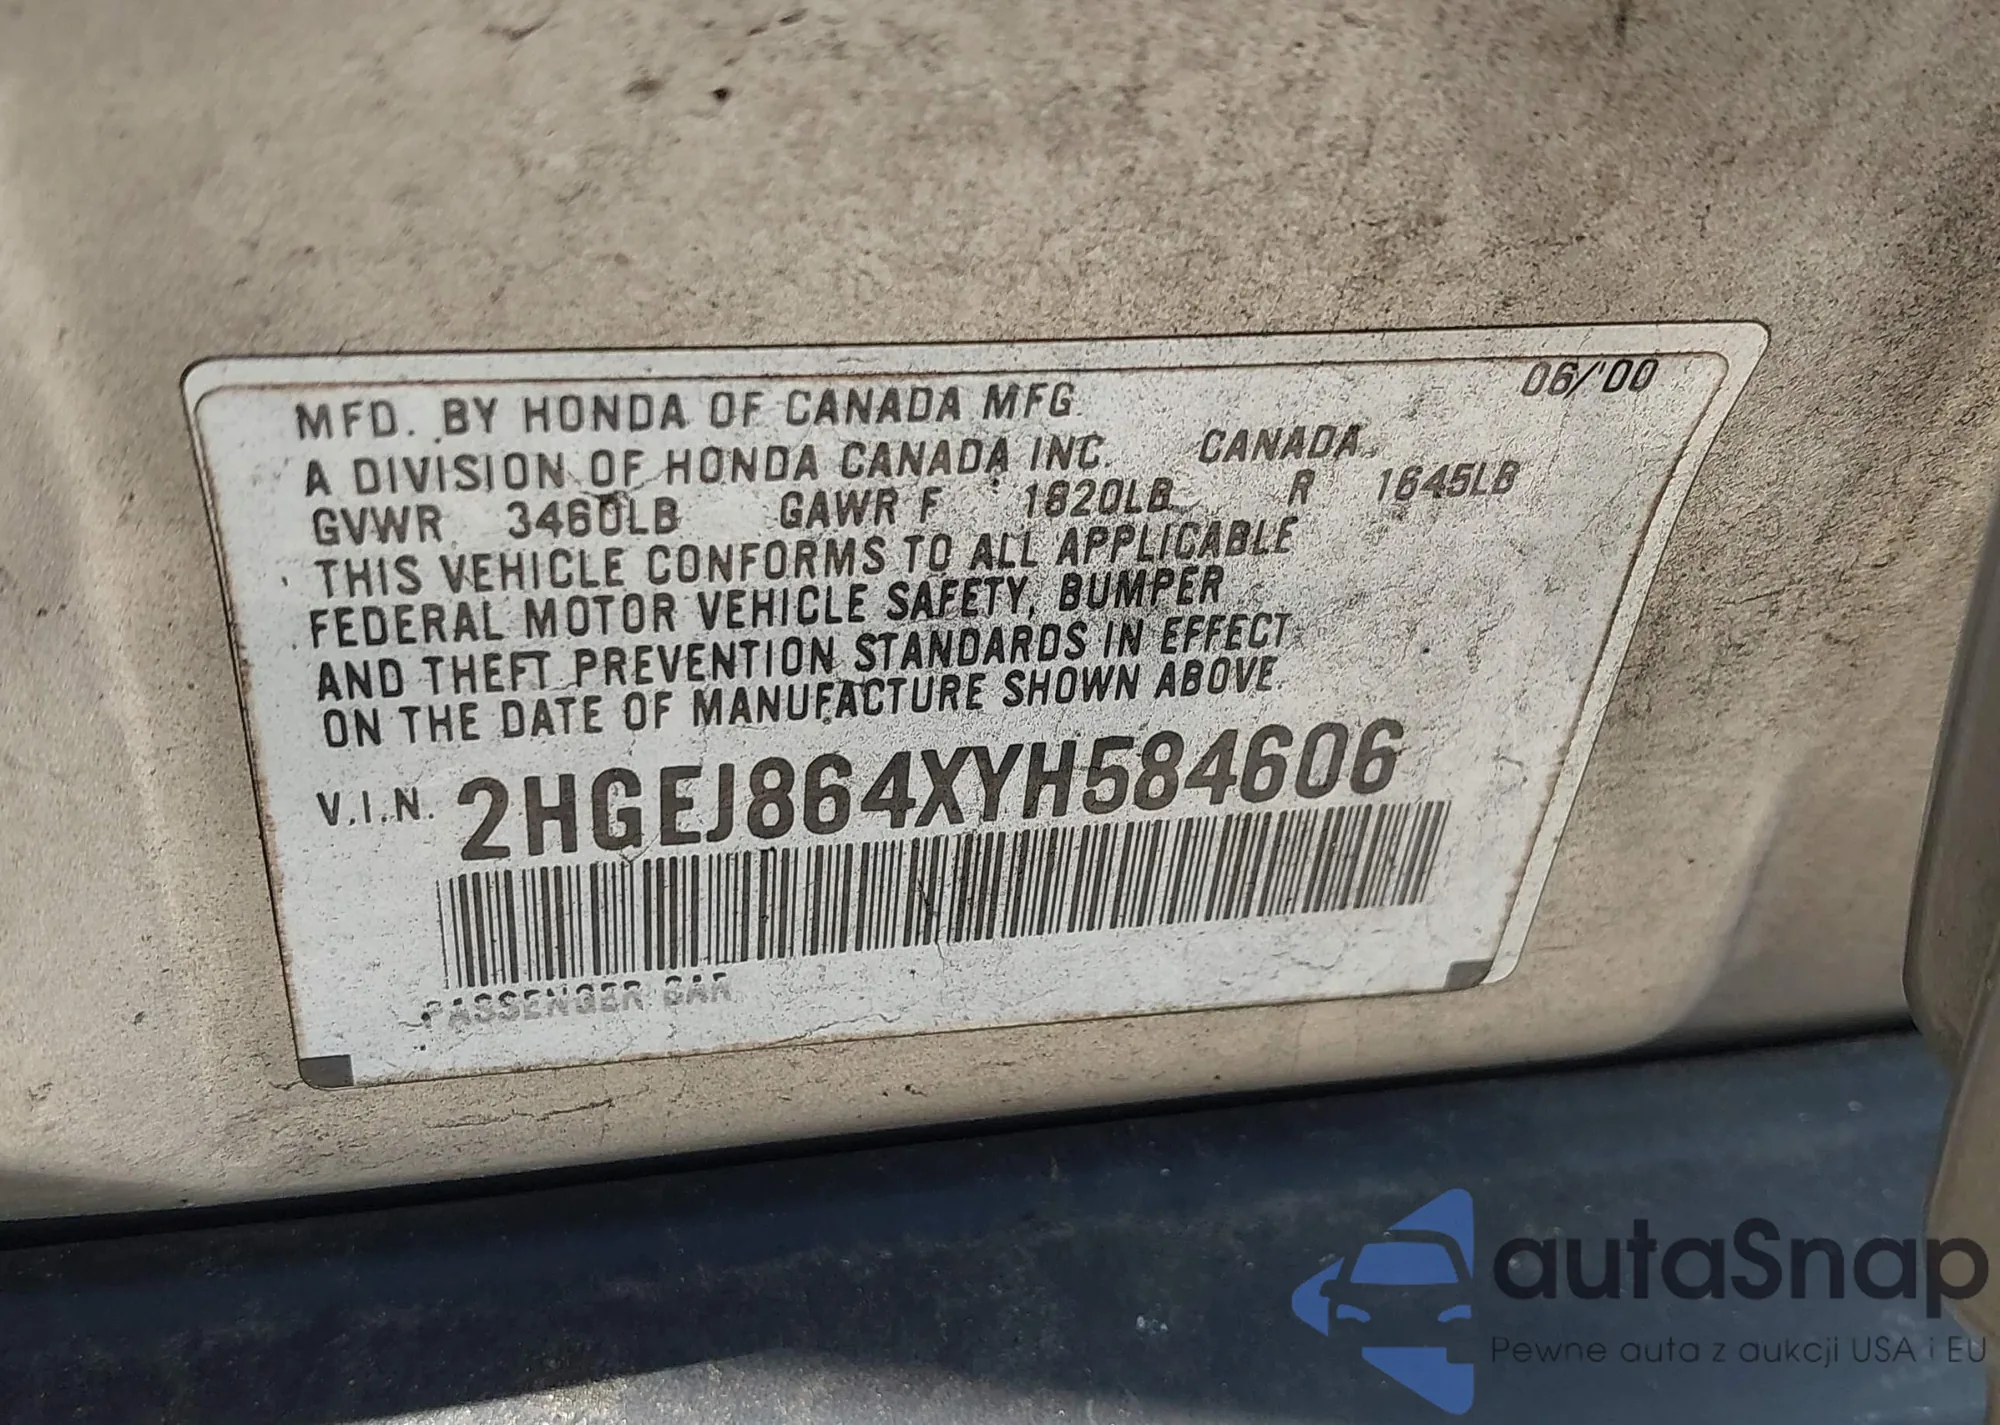 06/'00
MFD. BY HONDA OF CANADA MFG.
A DIVISION OF HONDA CANADA INC. CANADA
GVWR 3460LB GAWR F 1820LB R 1645LB
THIS VEHICLE CONFORMS TO ALL APPLICABLE
FEDERAL MOTOR VEHICLE SAFETY, BUMPER
AND THEFT PREVENTION STANDARDS IN EFFECT
ON THE DATE OF MANUFACTURE SHOWN ABOVE.
V.I.N. 2HGEJ864XYH584606
PASSENGER CAR
autaSnap
Pewne auta z aukcji USA i EU